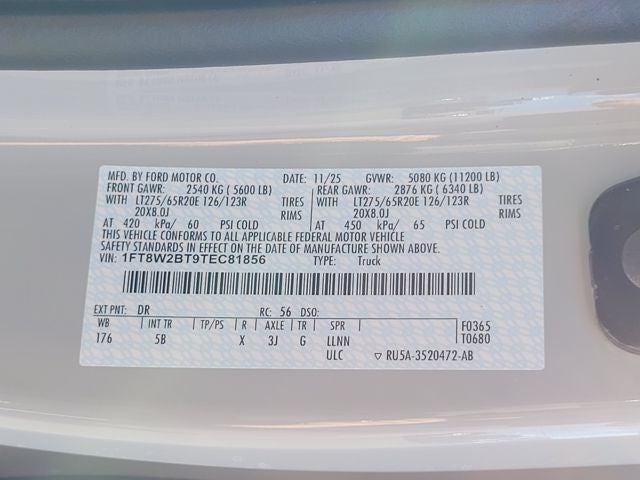 MFD. BY FORD MOTOR CO. DATE: 11/25 GVWR: 5080 KG (11200 LB)
FRONT GAWR: 2540 KG ( 5600 LB) REAR GAWR: 2876 KG ( 6340 LB)
WITH LT275/65R20E 126/123R TIRES WITH LT275/65R20E 126/123R TIRES
20X8.0J RIMS 20X8.0J RIMS
AT 420 kPa/ 60 PSI COLD AT 450 kPa/ 65 PSI COLD
THIS VEHICLE CONFORMS TO ALL APPLICABLE FEDERAL MOTOR VEHICLE
SAFETY STANDARDS IN EFFECT ON THE DATE OF MANUFACTURE SHOWN ABOVE
VIN: 1FT8W2BT9TEC81856 TYPE: Truck
EXT PNT: DR RC: 56 DSO:
WB INT TR TP/PS R AXLE TR SPR F0365
176 5B X 3J G LLNN T0680
ULC ▽ RU5A-3520472-AB